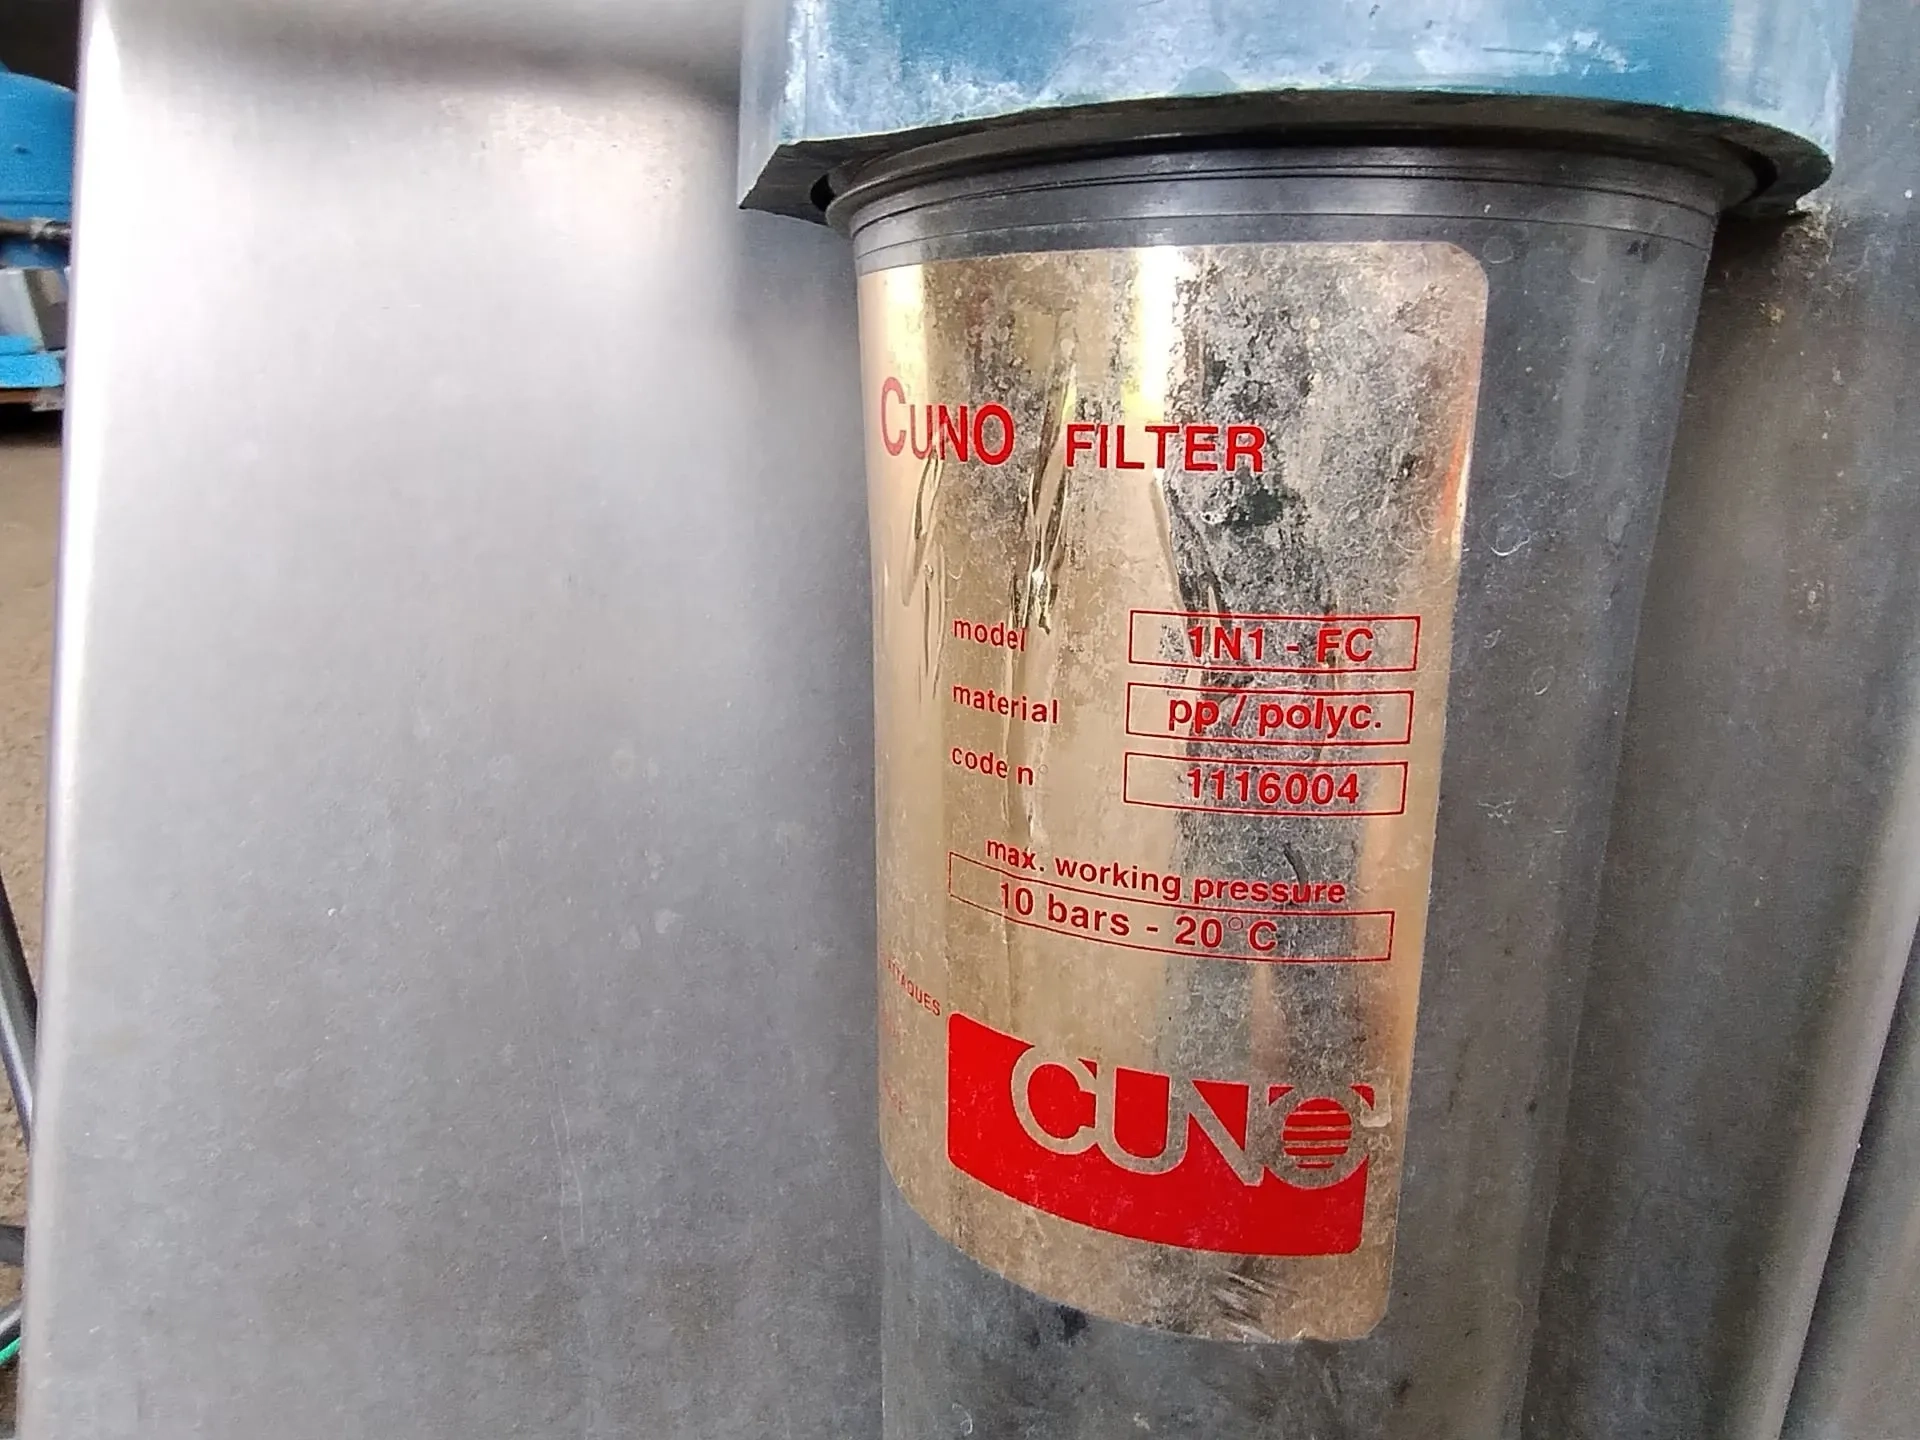 CUNO FILTER
model 1N1 - FC
material pp / polyc.
code n° 1116004
max. working pressure
10 bars - 20°C
CUNO